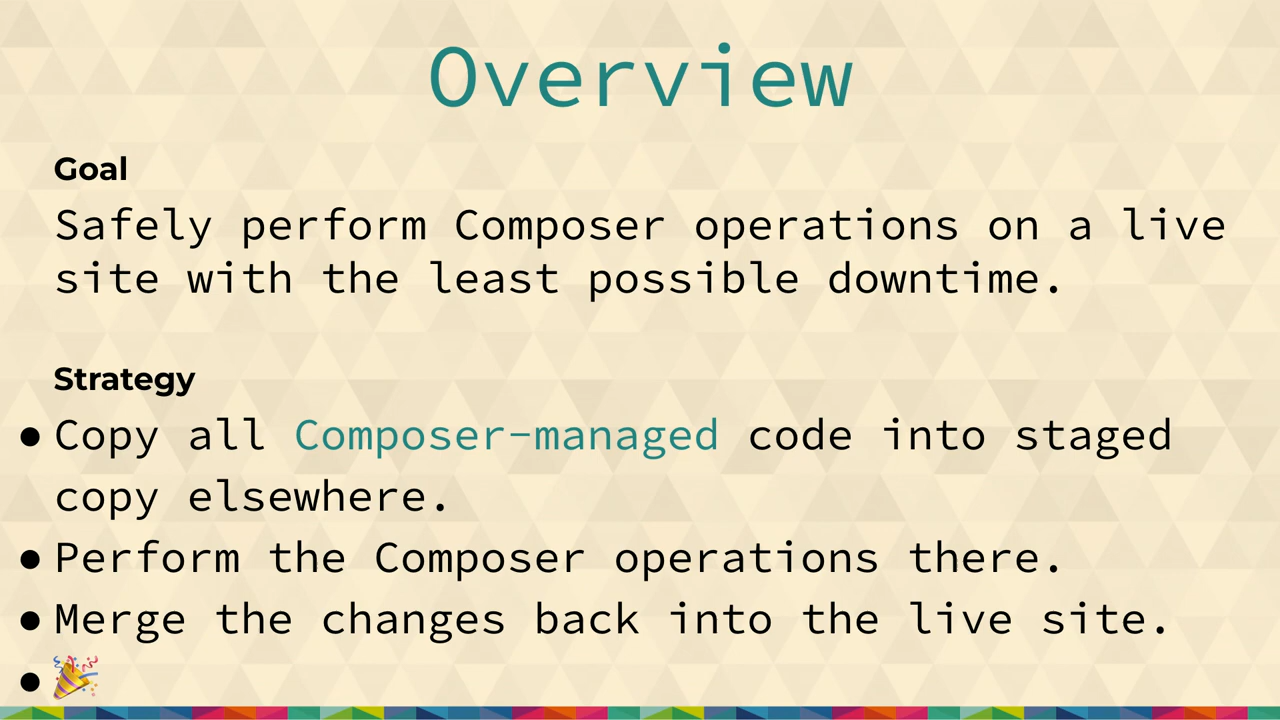 Overview
Goal
Safely perform Composer operations on a live
site with the least possible downtime.
Strategy
● Copy all Composer-managed code into staged
copy elsewhere.
● Perform the Composer operations there.
● Merge the changes back into the live site.
● 🎉